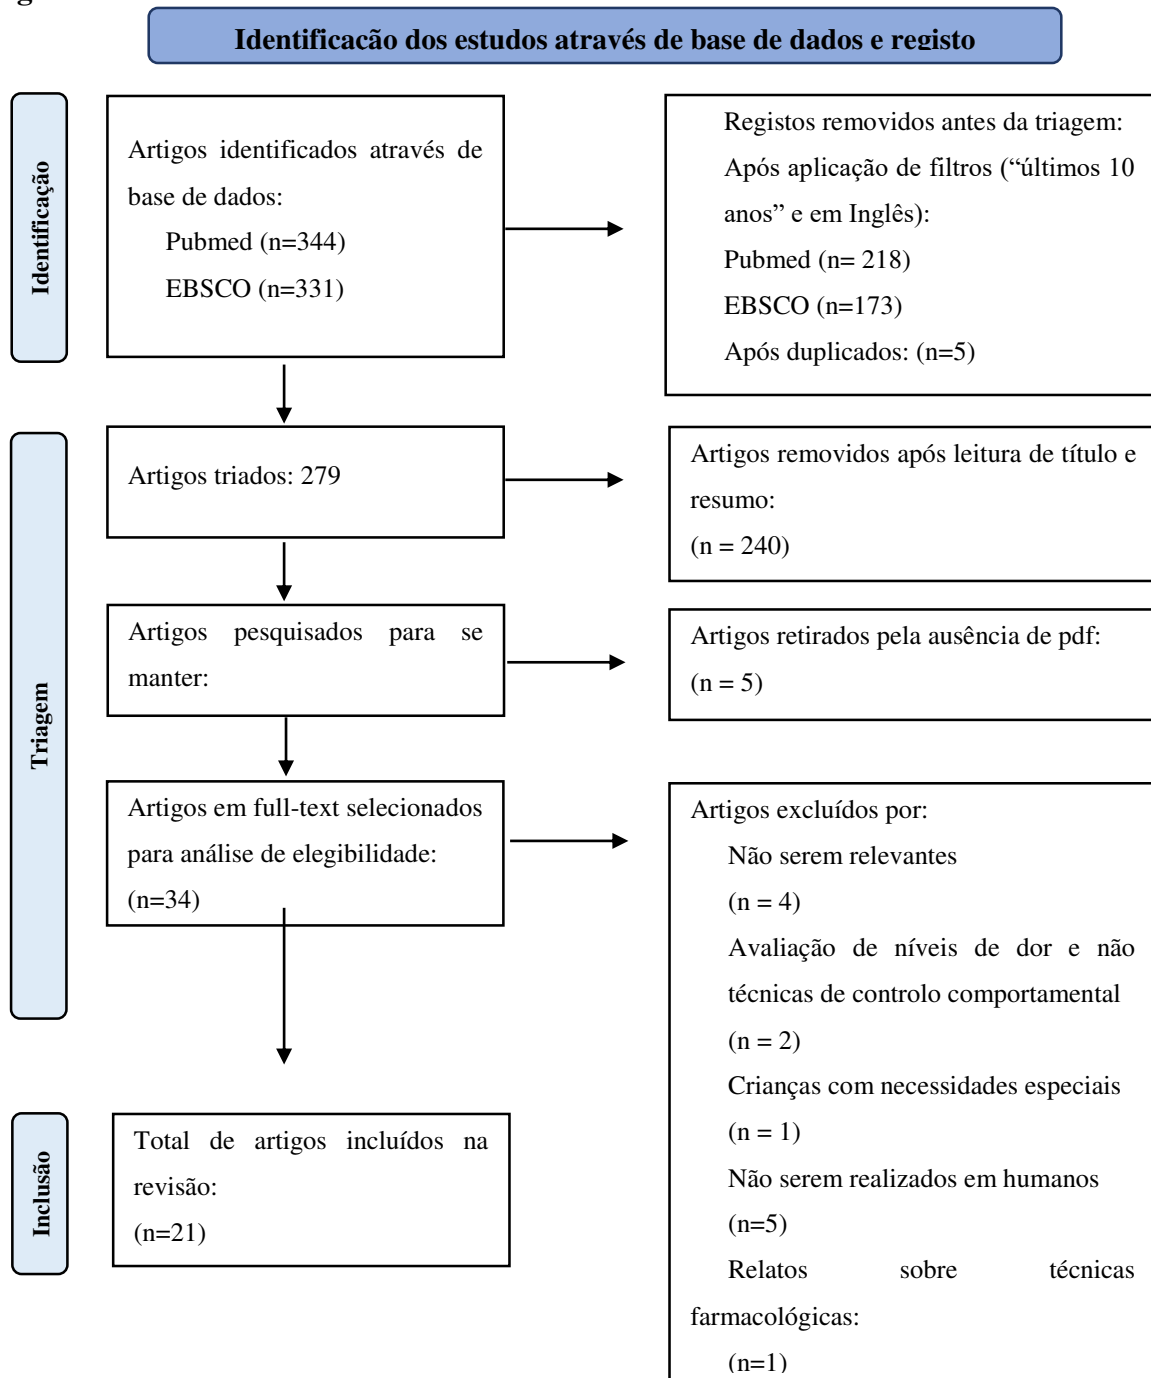 g
Identificação dos estudos através de base de dados e registo
Identificação
Artigos identificados através de
base de dados:
Pubmed (n=344)
EBSCO (n=331)
Registos removidos antes da triagem:
Após aplicação de filtros (“últimos 10
anos” e em Inglês):
Pubmed (n= 218)
EBSCO (n=173)
Após duplicados: (n=5)
Triagem
Artigos triados: 279
Artigos removidos após leitura de título e
resumo:
(n = 240)
Artigos pesquisados para se
manter:
Artigos retirados pela ausência de pdf:
(n = 5)
Artigos em full-text selecionados
para análise de elegibilidade:
(n=34)
Artigos excluídos por:
Não serem relevantes
(n = 4)
Avaliação de níveis de dor e não
técnicas de controlo comportamental
(n = 2)
Crianças com necessidades especiais
(n = 1)
Não serem realizados em humanos
(n=5)
Relatos sobre técnicas
farmacológicas:
(n=1)
Inclusão
Total de artigos incluídos na
revisão:
(n=21)